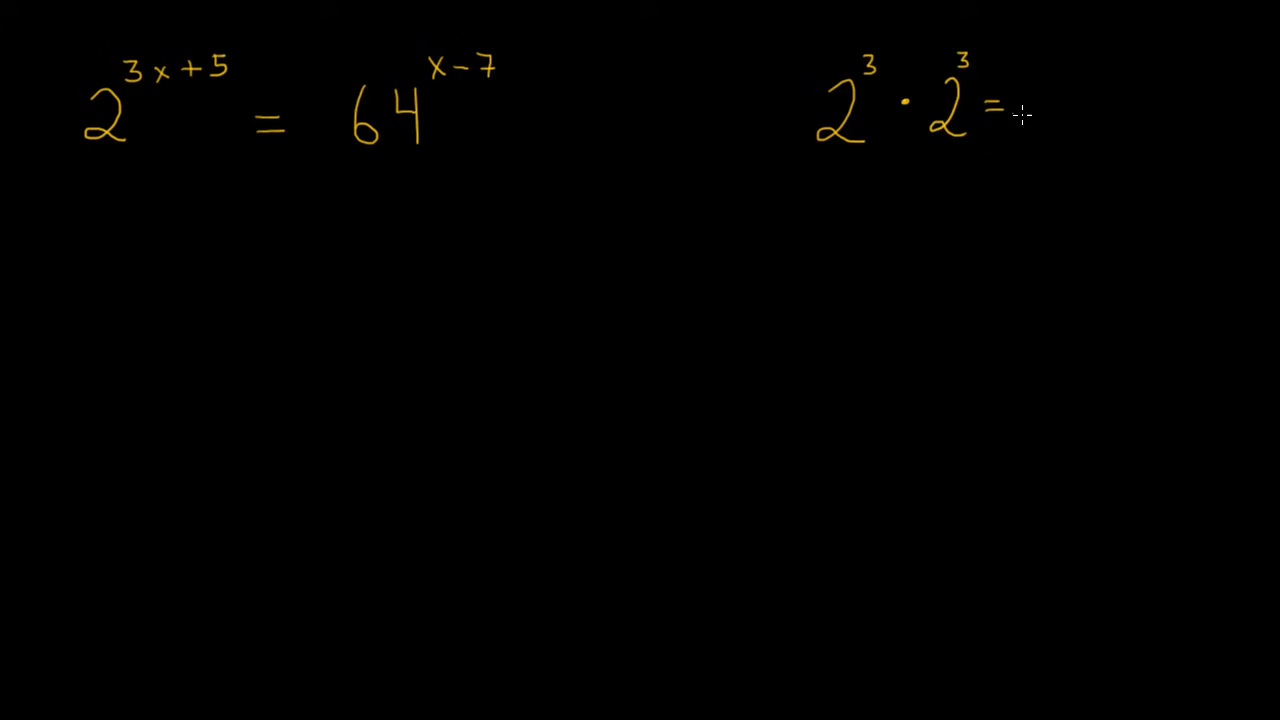 2^{3x+5} = 64^{x-7}
2^3 · 2^3 =